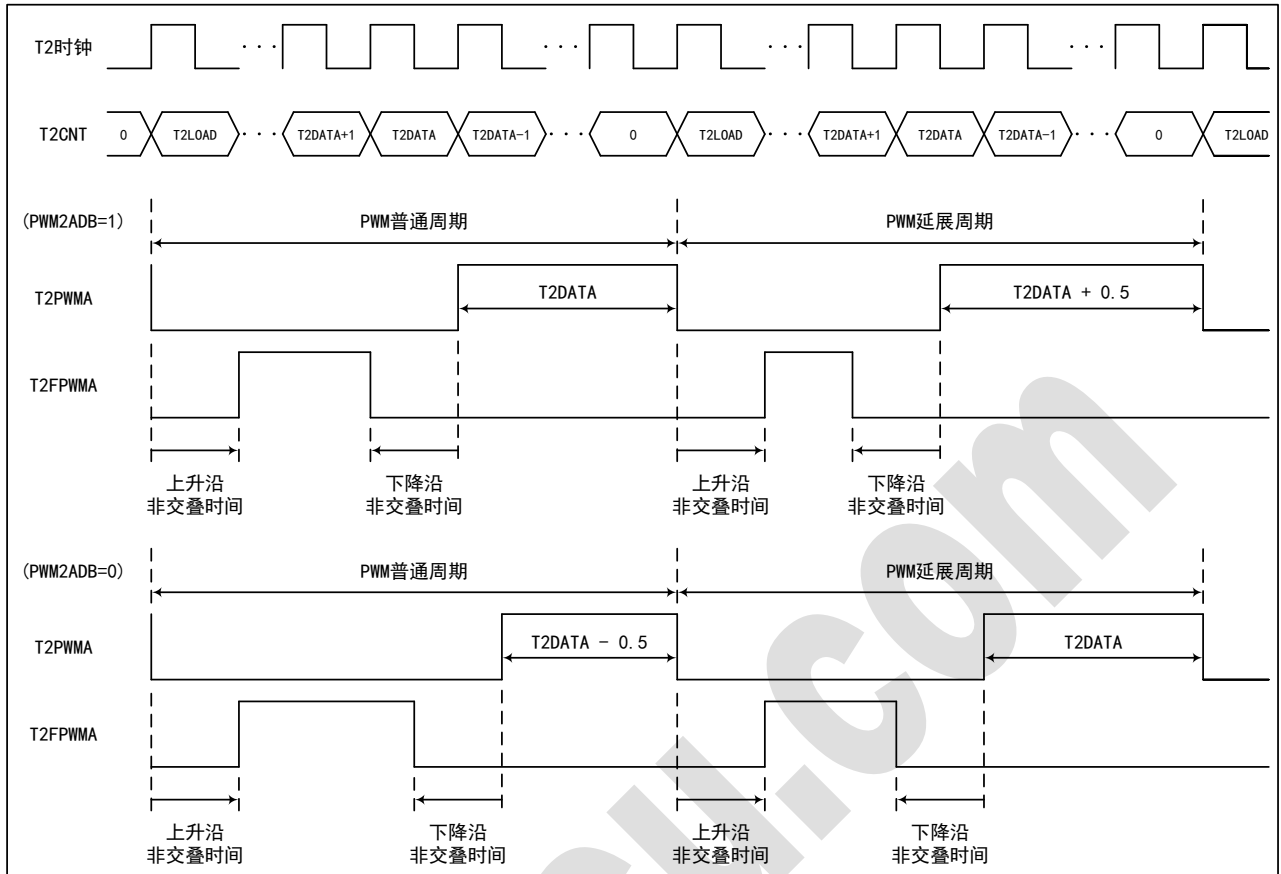 T2时钟
T2CNT 0 T2LOAD ··· T2DATA+1 T2DATA T2DATA-1 ··· 0 T2LOAD ··· T2DATA+1 T2DATA T2DATA-1 ··· 0 T2LOAD
(PWM2ADB=1) PWM普通周期 PWM延展周期
T2PWMA T2DATA T2DATA + 0.5
T2FPWMA
上升沿 下降沿 上升沿 下降沿
非交叠时间 非交叠时间 非交叠时间 非交叠时间
(PWM2ADB=0) PWM普通周期 PWM延展周期
T2PWMA T2DATA - 0.5 T2DATA
T2FPWMA
上升沿 下降沿 上升沿 下降沿
非交叠时间 非交叠时间 非交叠时间 非交叠时间